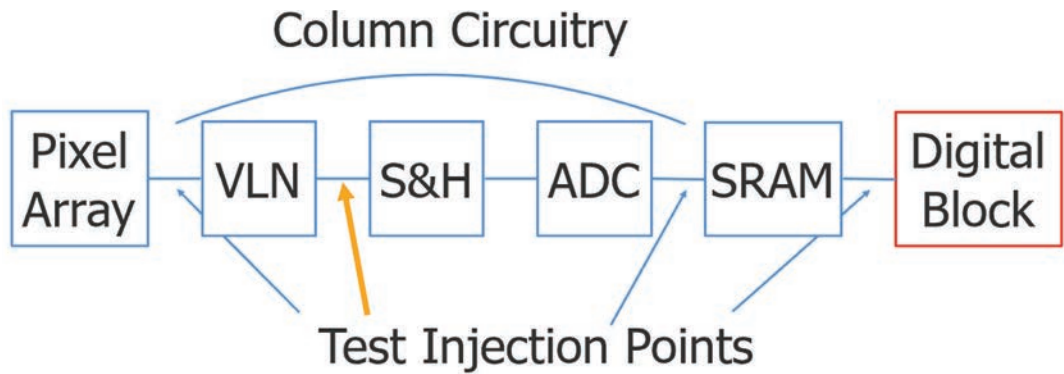 Column Circuitry
Pixel
Array
VLN
S&H
ADC
SRAM
Digital
Block
Test Injection Points